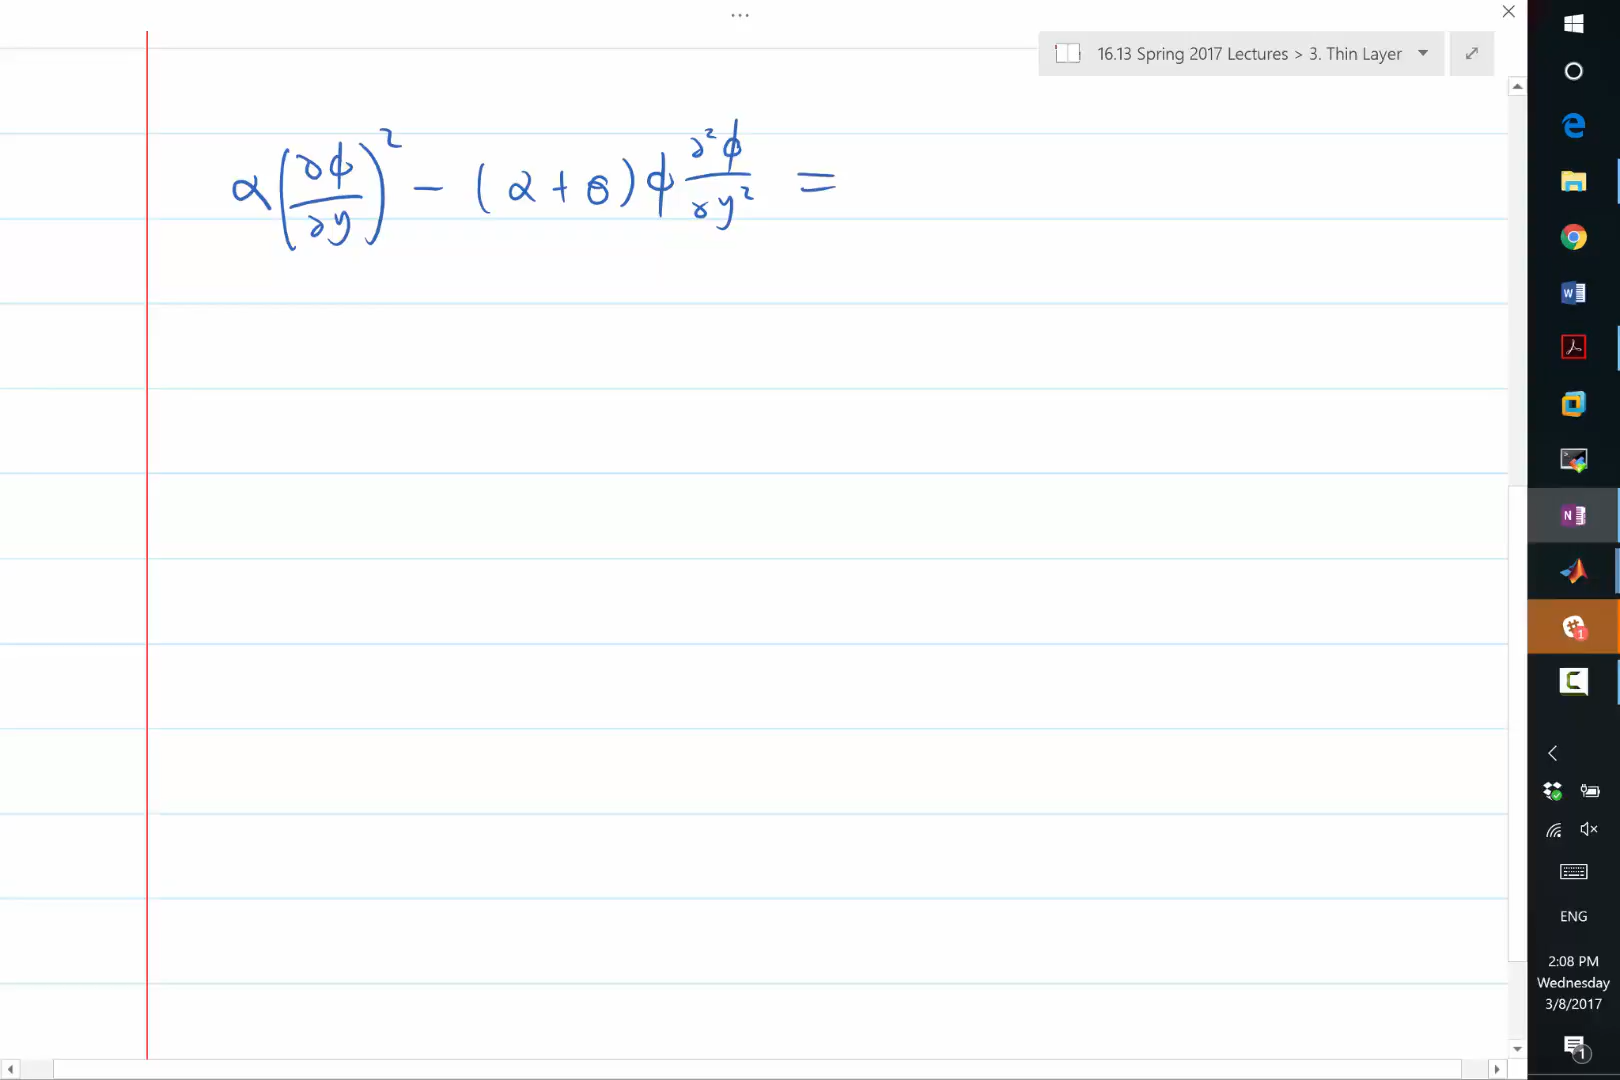 16.13 Spring 2017 Lectures > 3. Thin Layer
α(∂ϕ/∂y)² - (α + θ)ϕ ∂²ϕ/∂y² =
ENG
2:08 PM
Wednesday
3/8/2017